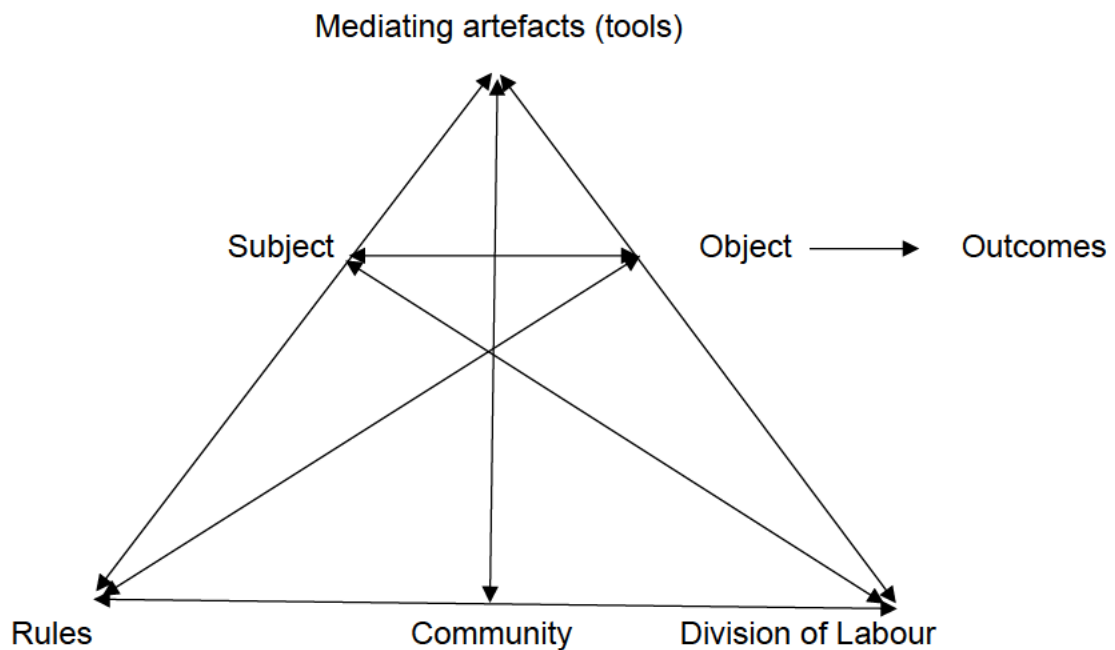 Mediating artefacts (tools)
Subject
Object
Outcomes
Rules
Community
Division of Labour